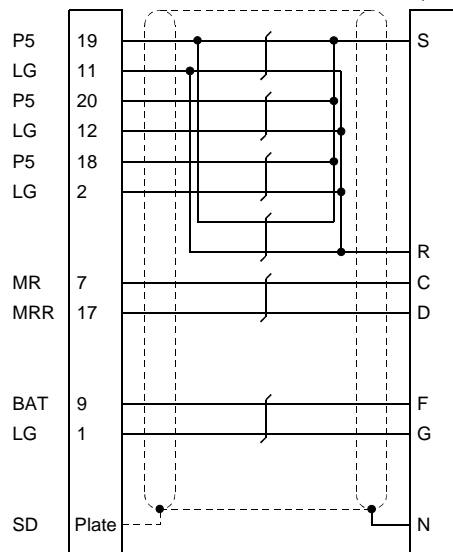 P5 19 S
LG 11
P5 20
LG 12
P5 18
LG 2
R
MR 7 C
MRR 17 D
BAT 9 F
LG 1 G
SD Plate N